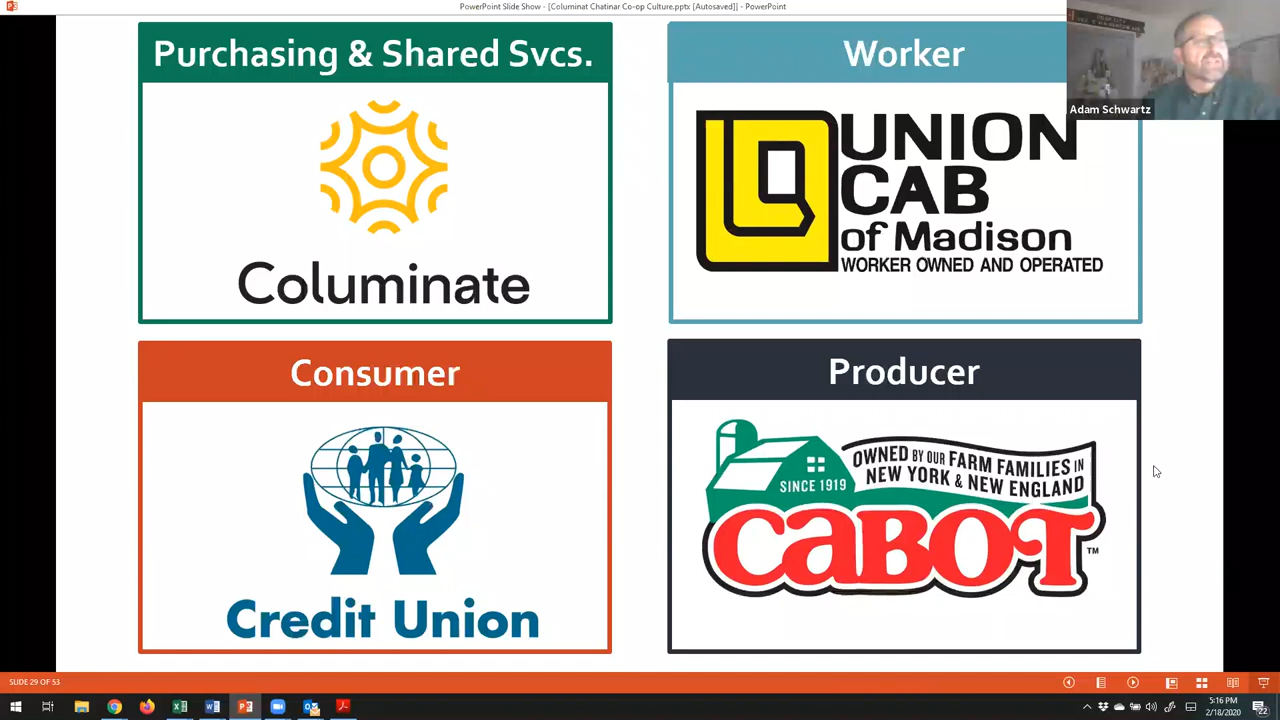 PowerPoint Slide Show - [Columinat Chatinar Co-op Culture.pptx [Autosaved]] - PowerPoint
Purchasing & Shared Svcs.
Columinate
Worker
UNION
CAB
of Madison
WORKER OWNED AND OPERATED
Adam Schwartz
Consumer
Credit Union
Producer
SINCE 1919
OWNED BY OUR FARM FAMILIES IN
NEW YORK & NEW ENGLAND
CABOT
TM
SLIDE 29 OF 53
5:16 PM
2/18/2020
22